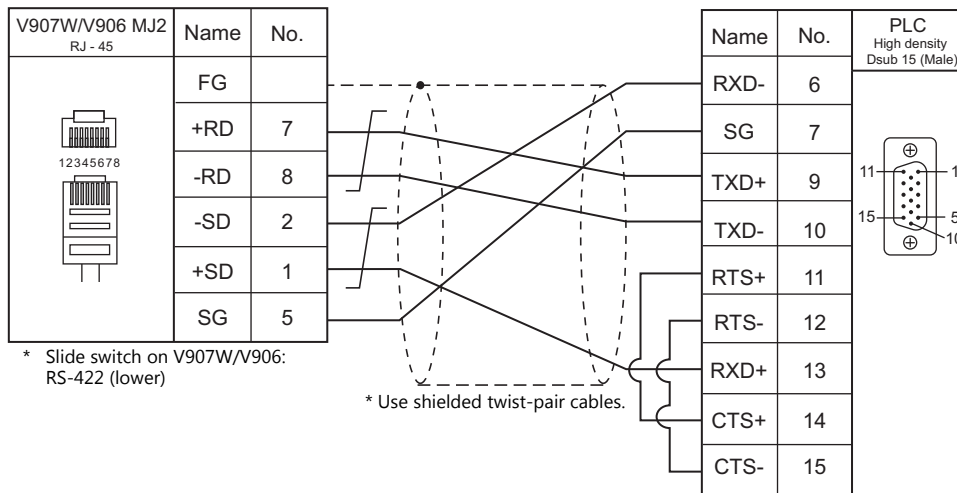 V907W/V906 MJ2
RJ - 45
Name No.
FG
+RD 7
-RD 8
-SD 2
+SD 1
SG 5
12345678
* Slide switch on V907W/V906:
RS-422 (lower)
* Use shielded twist-pair cables.
Name No.
RXD- 6
SG 7
TXD+ 9
TXD- 10
RTS+ 11
RTS- 12
RXD+ 13
CTS+ 14
CTS- 15
PLC
High density
Dsub 15 (Male)
11 1
15 5
10